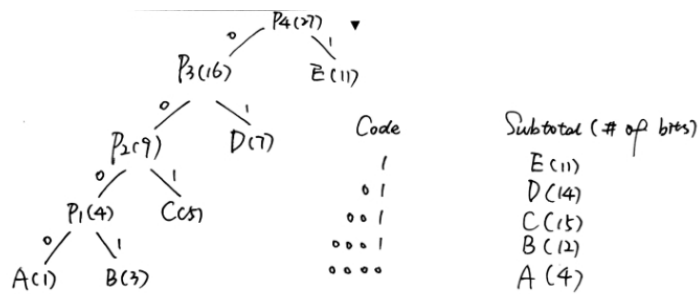 P4(27)
0 1
P3(16) E(11)
0 1
P2(9) D(7)
0 1
P1(4) C(5)
0 1
A(1) B(3)
Code Subtotal (# of bits)
1 E(11)
01 D(14)
001 C(15)
0001 B(12)
0000 A(4)